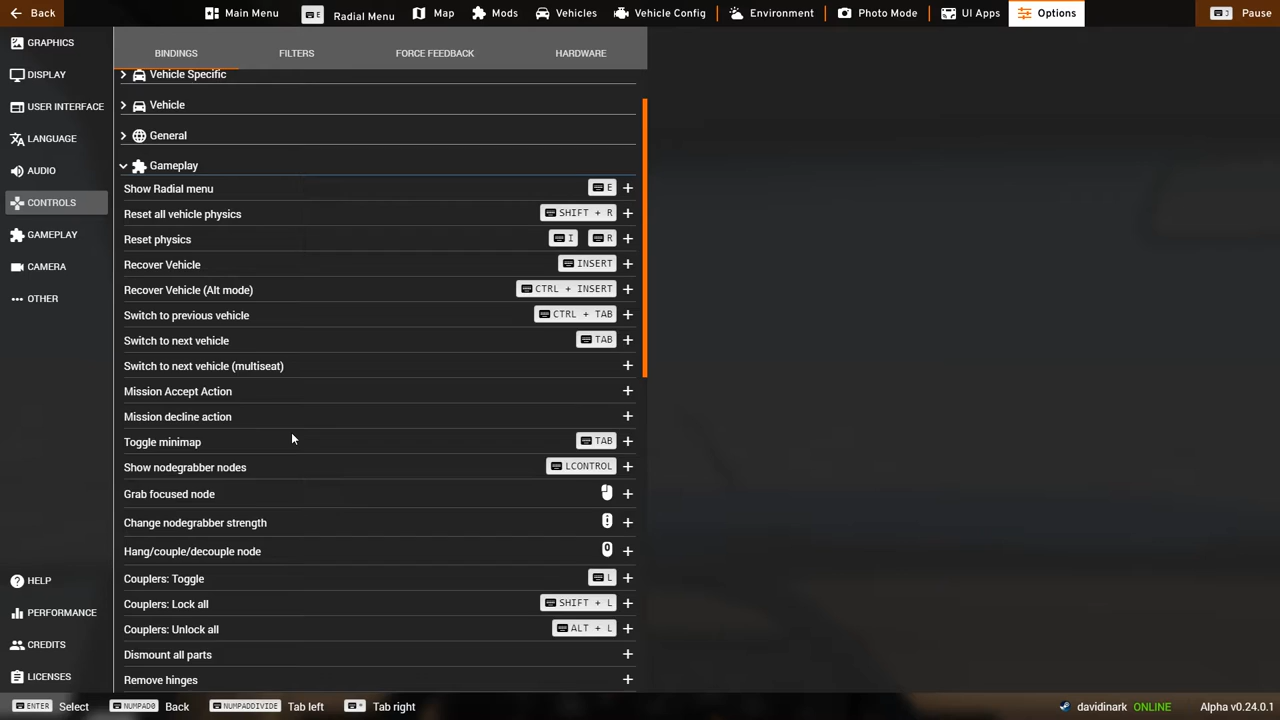 Back
Main Menu
E Radial Menu
Map
Mods
Vehicles
Vehicle Config
Environment
Photo Mode
UI Apps
Options
J Pause
GRAPHICS
DISPLAY
USER INTERFACE
LANGUAGE
AUDIO
CONTROLS
GAMEPLAY
CAMERA
OTHER
HELP
PERFORMANCE
CREDITS
LICENSES
BINDINGS
FILTERS
FORCE FEEDBACK
HARDWARE
Vehicle Specific
Vehicle
General
Gameplay
Show Radial menu E +
Reset all vehicle physics SHIFT + R +
Reset physics I R +
Recover Vehicle INSERT +
Recover Vehicle (Alt mode) CTRL + INSERT +
Switch to previous vehicle CTRL + TAB +
Switch to next vehicle TAB +
Switch to next vehicle (multiseat) +
Mission Accept Action +
Mission decline action +
Toggle minimap TAB +
Show nodegrabber nodes LCONTROL +
Grab focused node +
Change nodegrabber strength +
Hang/couple/decouple node +
Couplers: Toggle L +
Couplers: Lock all SHIFT + L +
Couplers: Unlock all ALT + L +
Dismount all parts +
Remove hinges +
ENTER Select
NUMPAD0 Back
NUMPADDIVIDE Tab left
* Tab right
davidinark ONLINE
Alpha v0.24.0.1